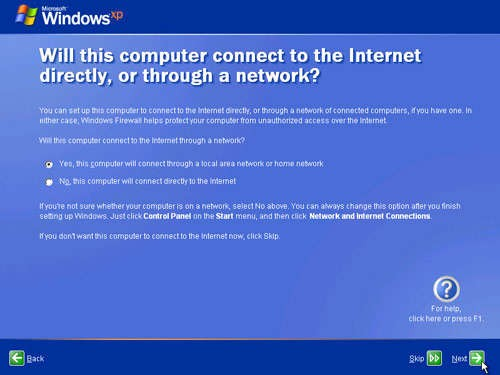 Microsoft
Windows xp
Will this computer connect to the Internet
directly, or through a network?
You can set up this computer to connect to the Internet directly, or through a network of connected computers, if you have one. In
either case, Windows Firewall helps protect your computer from unauthorized access over the Internet.
Will this computer connect to the Internet through a network?
Yes, this computer will connect through a local area network or home network
No, this computer will connect directly to the Internet
If you're not sure whether your computer is on a network, select No above. You can always change this option after you finish
setting up Windows. Just click Control Panel on the Start menu, and then click Network and Internet Connections.
If you don't want this computer to connect to the Internet now, click Skip.
?
For help,
click here or press F1.
Back
Skip
Next